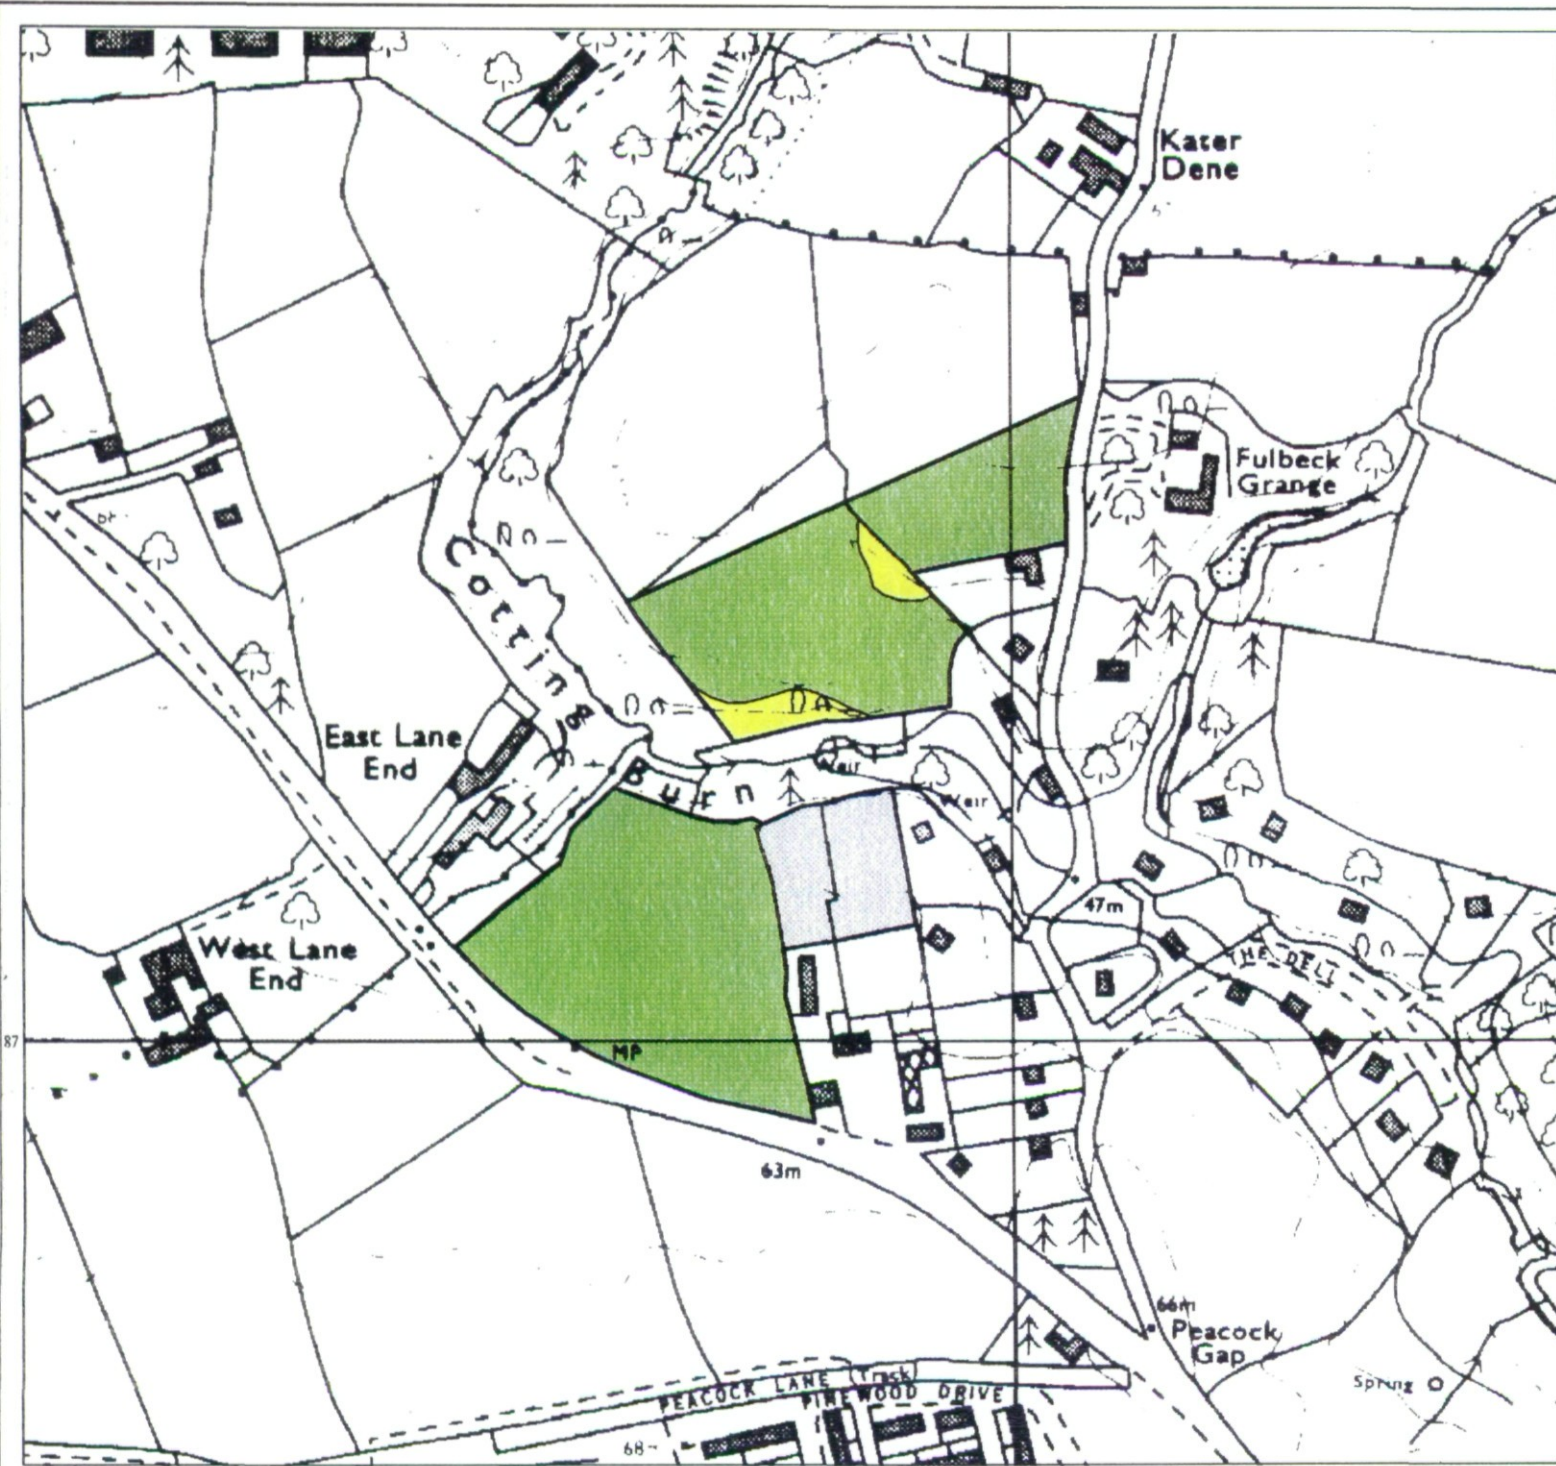 Kater
Dene
Fulbeck
Grange
Cotting
Burn
East Lane
End
Weir
Weir
47m
West Lane
End
THE DELL
87
MP
63m
66m
Peacock
Gap
Spring
PEACOCK LANE (Track)
PINEWOOD DRIVE
68